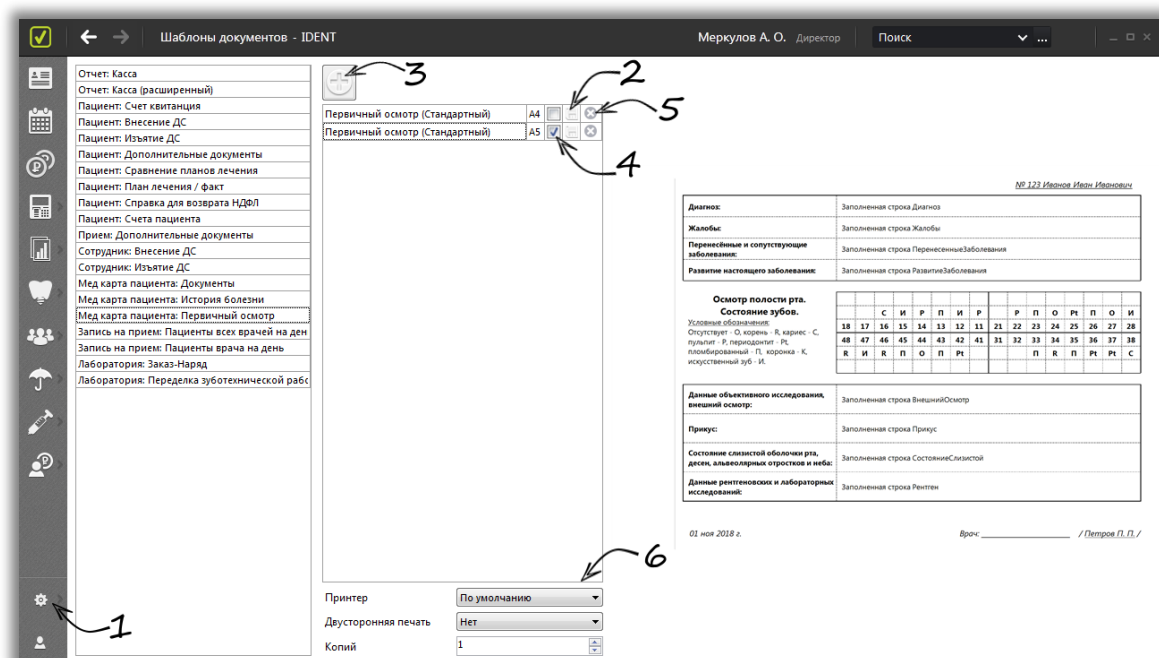 Шаблоны документов - IDENT
Меркулов А. О. Директор
Поиск
...
Отчет: Касса
Отчет: Касса (расширенный)
Пациент: Счет квитанция
Пациент: Внесение ДС
Пациент: Изъятие ДС
Пациент: Дополнительные документы
Пациент: Сравнение планов лечения
Пациент: План лечения / факт
Пациент: Справка для возврата НДФЛ
Пациент: Счета пациента
Прием: Дополнительные документы
Сотрудник: Внесение ДС
Сотрудник: Изъятие ДС
Мед карта пациента: Документы
Мед карта пациента: История болезни
Мед карта пациента: Первичный осмотр
Запись на прием: Пациенты всех врачей на ден
Запись на прием: Пациенты врача на день
Лаборатория: Заказ-Наряд
Лаборатория: Переделка зуботехнической рабо
1
3
2
5
4
6
Первичный осмотр (Стандартный) A4
Первичный осмотр (Стандартный) A5
Принтер По умолчанию
Двусторонняя печать Нет
Копий 1
№ 123 Иванов Иван Иванович
Диагноз: Заполненная строка Диагноз
Жалобы: Заполненная строка Жалобы
Перенесённые и сопутствующие
заболевания: Заполненная строка ПеренесенныеЗаболевания
Развитие настоящего заболевания: Заполненная строка РазвитиеЗаболевания
Осмотр полости рта.
Состояние зубов.
Условные обозначения:
Отсутствует - О, корень - R, кариес - С,
пульпит - Р, периодонтит - Pt,
пломбированный - П, коронка - К,
искусственный зуб - И.
С И Р П И Р Р П О Pt П О И
18 17 16 15 14 13 12 11 21 22 23 24 25 26 27 28
48 47 46 45 44 43 42 41 31 32 33 34 35 36 37 38
R И R П О П Pt П R П Pt Pt С
Данные объективного исследования,
внешний осмотр: Заполненная строка ВнешнийОсмотр
Прикус: Заполненная строка Прикус
Состояние слизистой оболочки рта,
десен, альвеолярных отростков и неба: Заполненная строка СостояниеСлизистой
Данные рентгеновских и лабораторных
исследований: Заполненная строка Рентген
01 ноя 2018 г. Врач: / Петров П. П. /